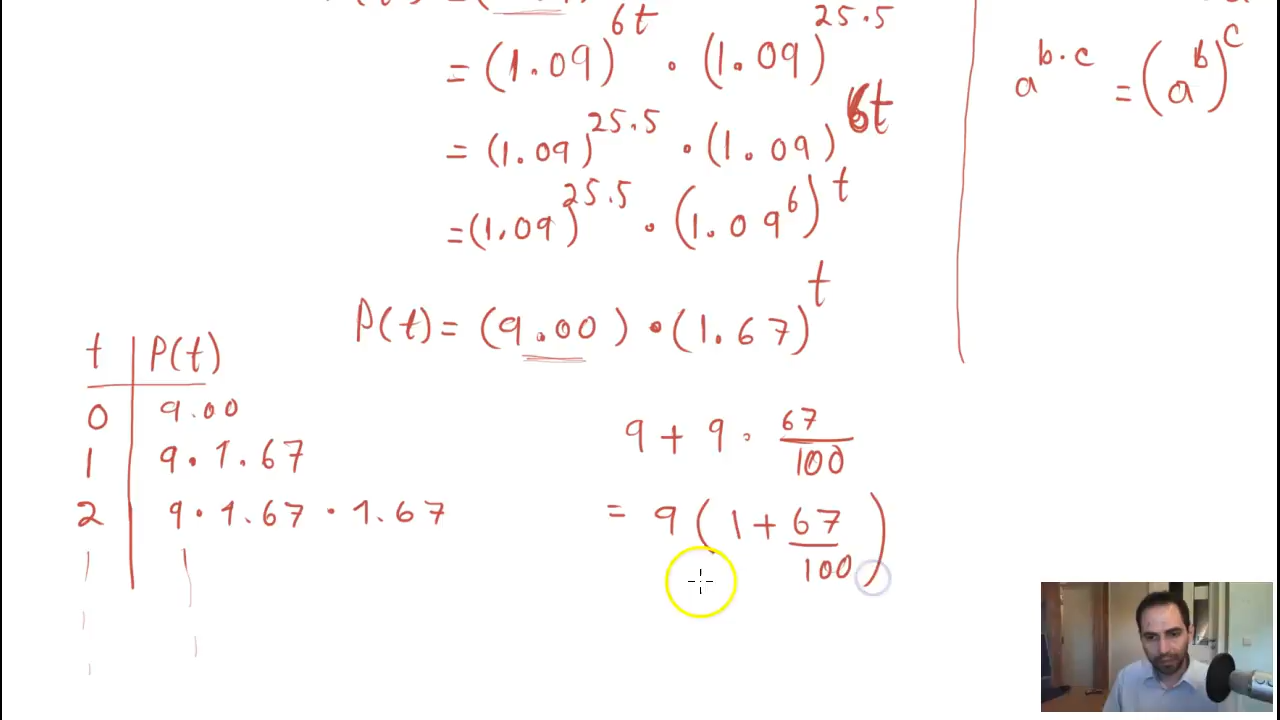 = (1.09)^{6t} · (1.09)^{25.5}
= (1.09)^{25.5} · (1.09)^{6t}
= (1.09)^{25.5} · (1.09^6)^t
P(t) = (9.00) · (1.67)^t
a^{b·c} = (a^b)^c
t P(t)
0 9.00
1 9 · 1.67
2 9 · 1.67 · 1.67
9 + 9 · 67/100
= 9 (1 + 67/100)